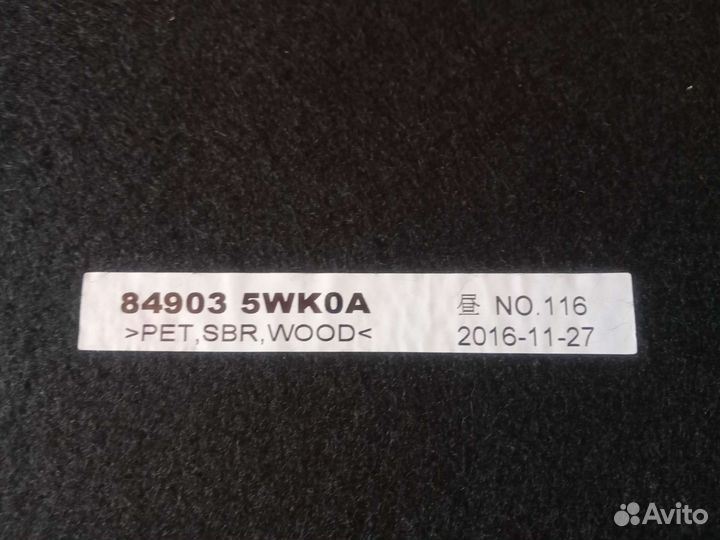 84903 5WK0A 昼 NO.116
>PET,SBR,WOOD< 2016-11-27
Avito